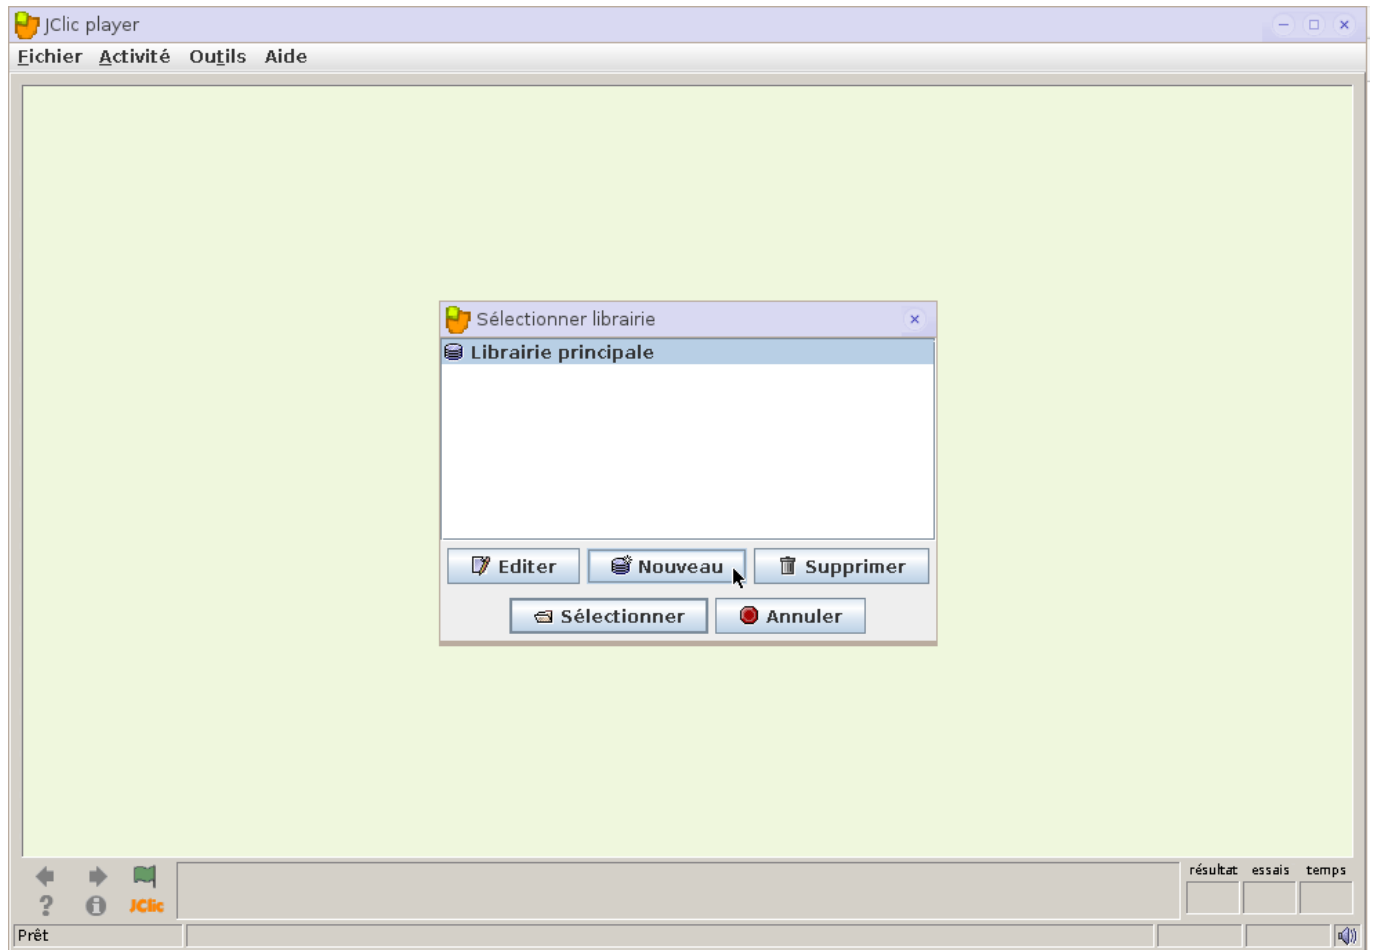 JClic player
Fichier Activité Outils Aide
Sélectionner librairie
Librairie principale
Editer Nouveau Supprimer
Sélectionner Annuler
résultat essais temps
? i JClic
Prêt